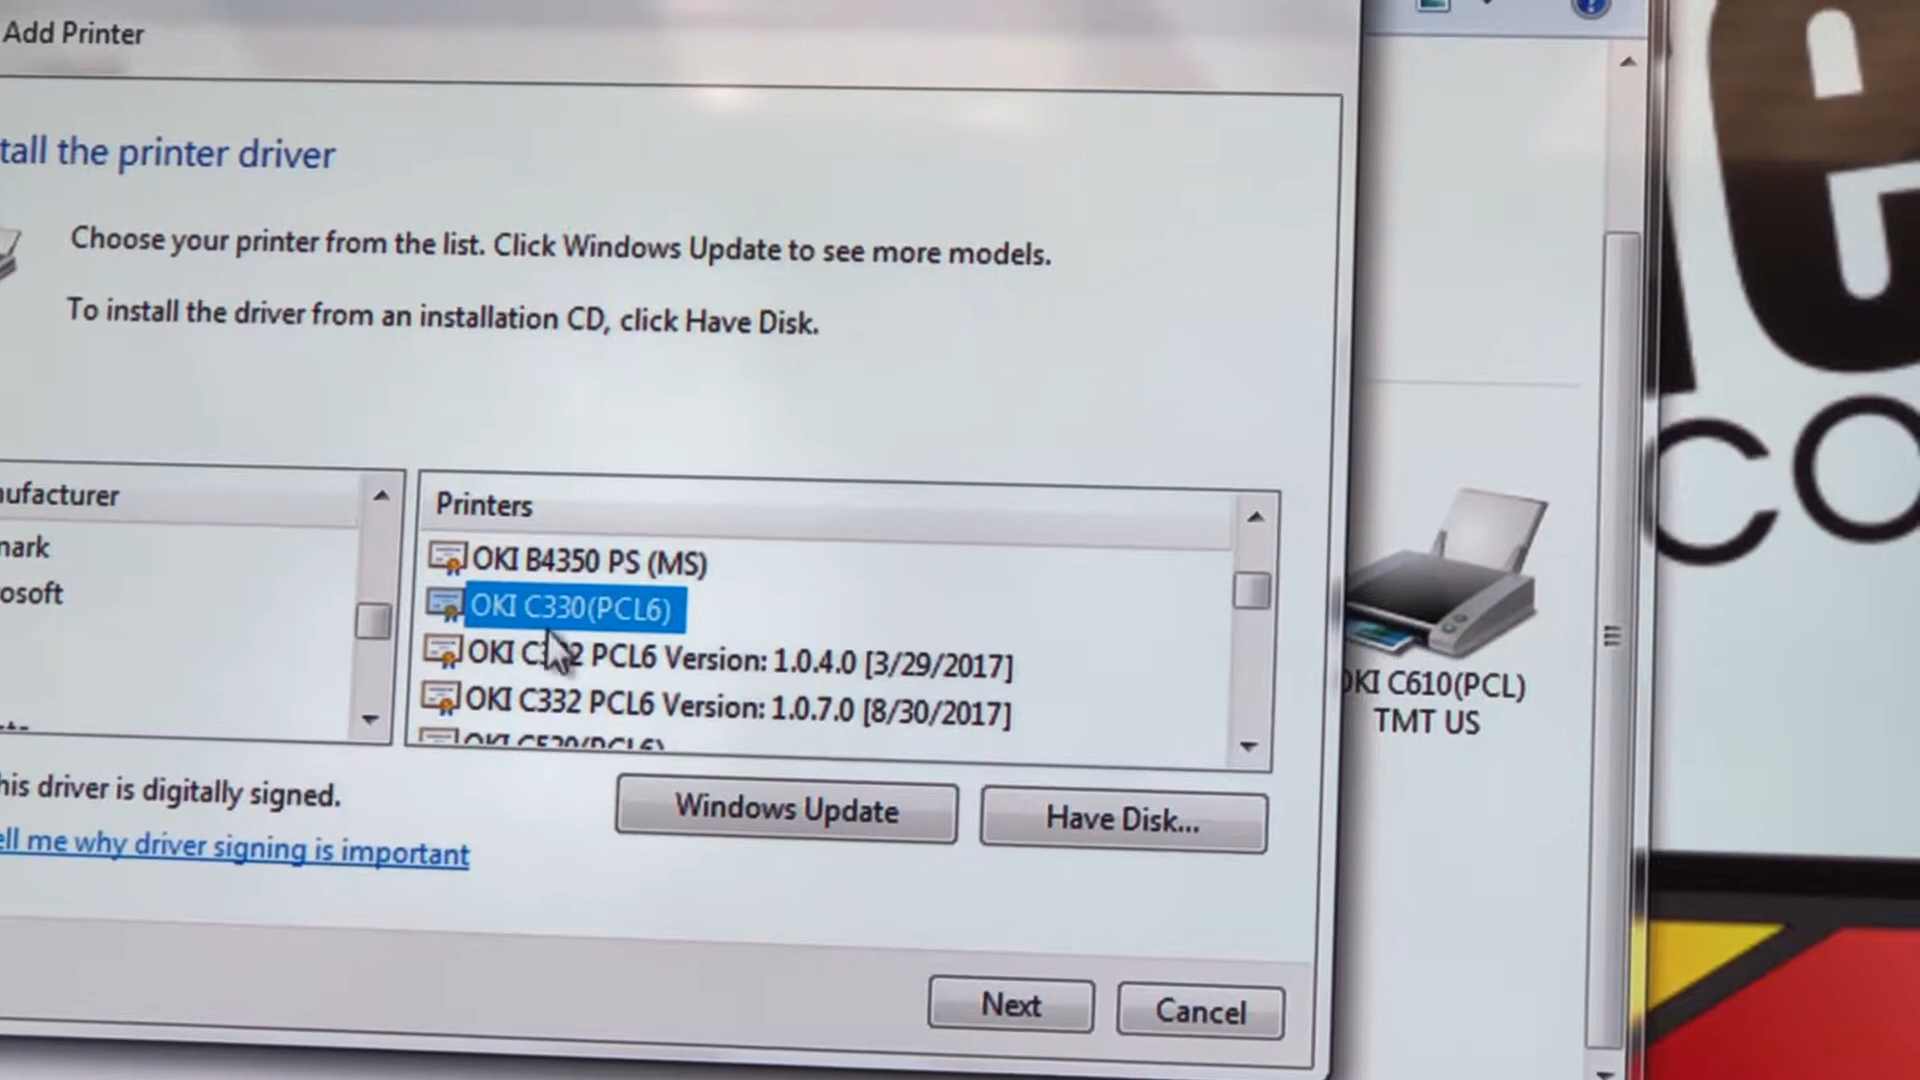 Add Printer
tall the printer driver
Choose your printer from the list. Click Windows Update to see more models.
To install the driver from an installation CD, click Have Disk.
ufacturer
mark
osoft
Printers
OKI B4350 PS (MS)
OKI C330(PCL6)
OKI C332 PCL6 Version: 1.0.4.0 [3/29/2017]
OKI C332 PCL6 Version: 1.0.7.0 [8/30/2017]
his driver is digitally signed.
ell me why driver signing is important
Windows Update
Have Disk...
Next
Cancel
OKI C610(PCL)
TMT US
CO